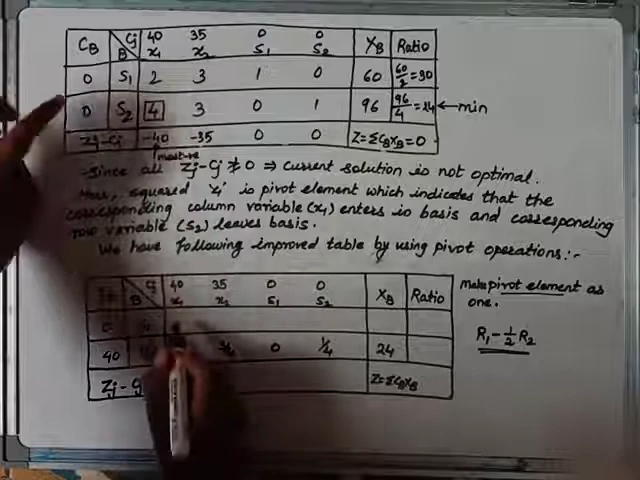 CB Cj 40 35 0 0 XB Ratio
B x1 x2 S1 S2
0 S1 2 3 1 0 60 60/2=30
0 S2 4 3 0 1 96 96/4=24 ← min
Zj-Cj -40 -35 0 0 Z=ΣCBXB=0
↑most-ve
-Since all Zj-Cj ≱ 0 ⇒ current solution is not optimal.
squared '4' is pivot element which indicates that the
corresponding column variable (x1) enters in basis and corresponding
row variable (S2) leaves basis.
We have following improved table by using pivot operations:-
Cj 40 35 0 0 XB Ratio
B x1 x2 S1 S2
40 3/4 0 1/4 24
Zj- Z=ΣCBXB
Make pivot element as
one.
R1-1/2 R2